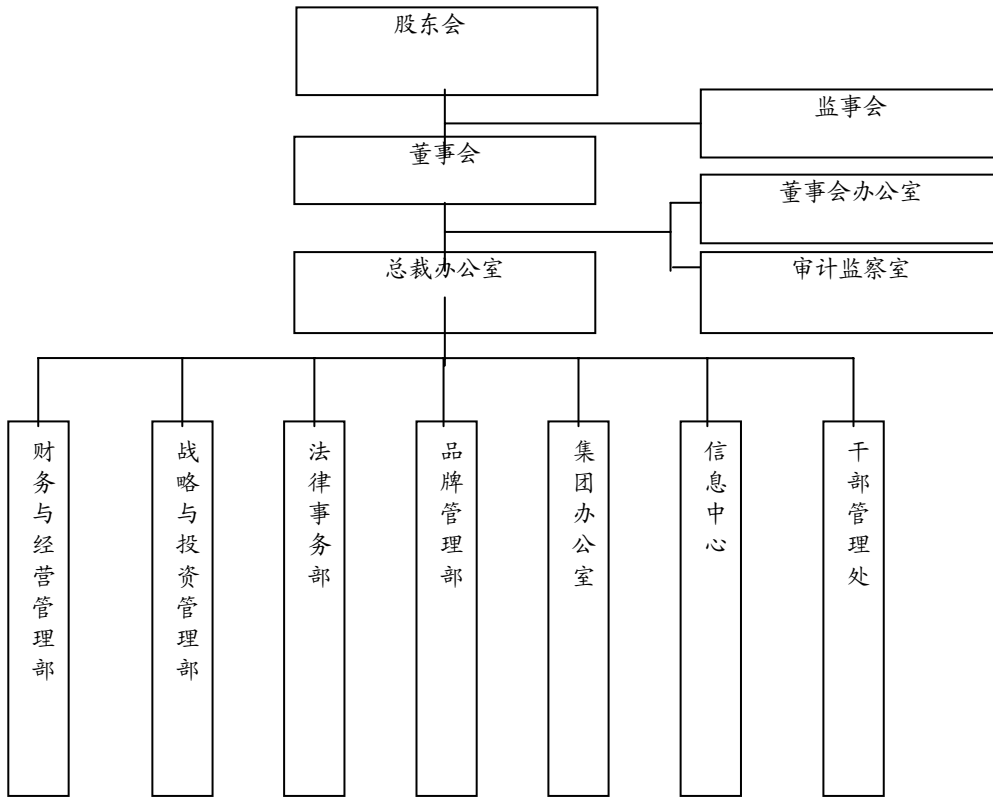 股东会
监事会
董事会
董事会办公室
总裁办公室
审计监察室
财务与经营管理部
战略与投资管理部
法律事务部
品牌管理部
集团办公室
信息中心
干部管理处